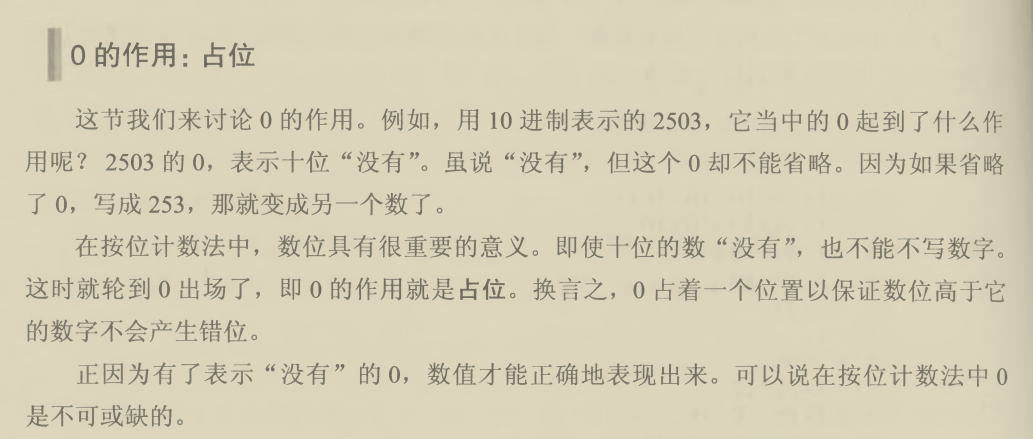 0 的作用：占位
这节我们来讨论 0 的作用。例如，用 10 进制表示的 2503，它当中的 0 起到了什么作
用呢？ 2503 的 0，表示十位“没有”。虽说“没有”，但这个 0 却不能省略。因为如果省略
了 0，写成 253，那就变成另一个数了。
在按位计数法中，数位具有很重要的意义。即使十位的数“没有”，也不能不写数字。
这时就轮到 0 出场了，即 0 的作用就是占位。换言之，0 占着一个位置以保证数位高于它
的数字不会产生错位。
正因为有了表示“没有”的 0，数值才能正确地表现出来。可以说在按位计数法中 0
是不可或缺的。